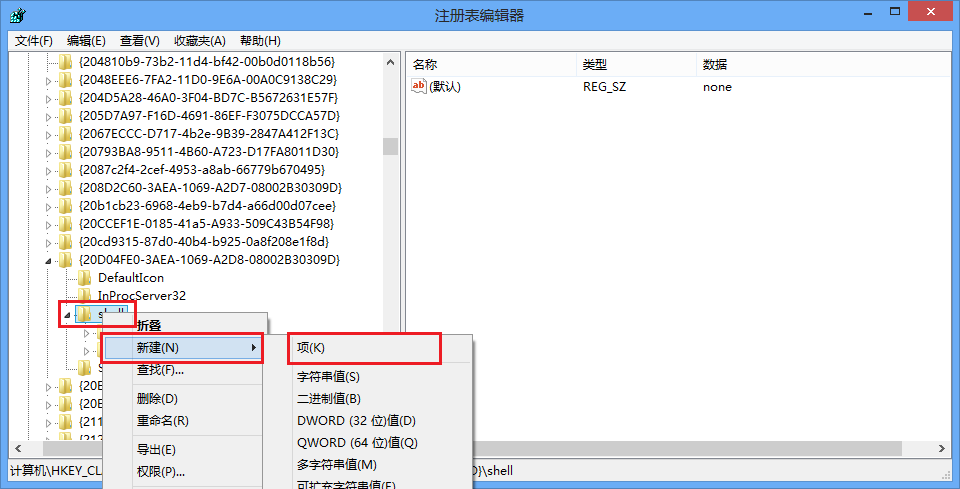 注册表编辑器
文件(F) 编辑(E) 查看(V) 收藏夹(A) 帮助(H)
{204810b9-73b2-11d4-bf42-00b0d0118b56}
{2048EEE6-7FA2-11D0-9E6A-00A0C9138C29}
{204D5A28-46A0-3F04-BD7C-B5672631E57F}
{205D7A97-F16D-4691-86EF-F3075DCCA57D}
{2067ECCC-D717-4b2e-9B39-2847A412F13C}
{20793BA8-9511-4B60-A723-D17FA8011D30}
{2087c2f4-2cef-4953-a8ab-66779b670495}
{208D2C60-3AEA-1069-A2D7-08002B30309D}
{20b1cb23-6968-4eb9-b7d4-a66d00d07cee}
{20CCEF1E-0185-41a5-A933-509C43B54F98}
{20cd9315-87d0-40b4-b925-0a8f208e1f8d}
{20D04FE0-3AEA-1069-A2D8-08002B30309D}
DefaultIcon
InProcServer32
shell
S
{20E
{20E
{211
{212
名称 类型 数据
(默认) REG_SZ none
折叠
新建(N)
查找(F)...
删除(D)
重命名(R)
导出(E)
权限(P)...
项(K)
字符串值(S)
二进制值(B)
DWORD (32 位)值(D)
QWORD (64 位)值(Q)
多字符串值(M)
可扩充字符串值(E)
计算机\HKEY_CL
D}\shell